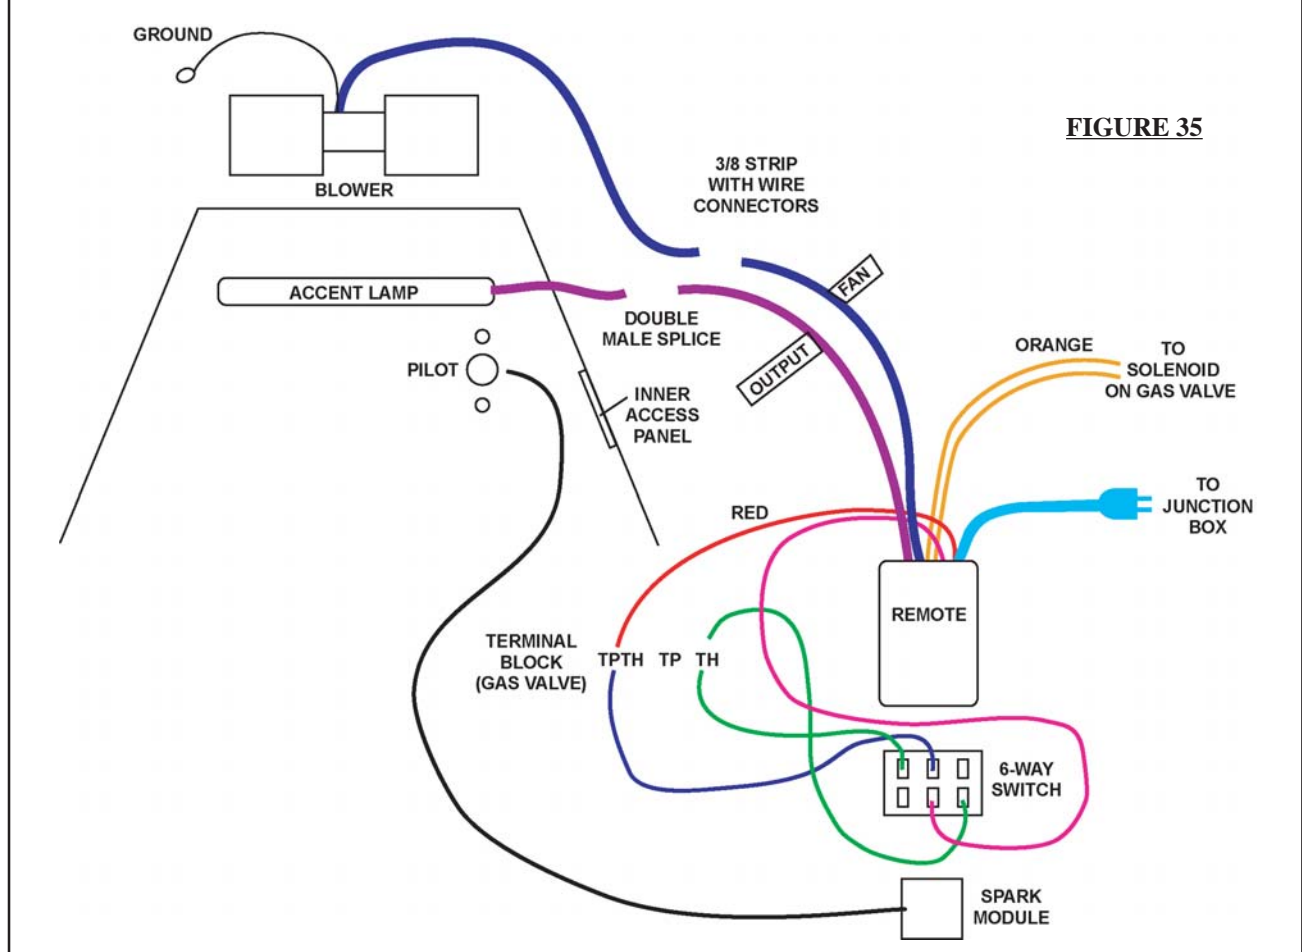 GROUND
FIGURE 35
BLOWER
3/8 STRIP
WITH WIRE
CONNECTORS
FAN
ACCENT LAMP
DOUBLE
MALE SPLICE
OUTPUT
ORANGE
TO
SOLENOID
ON GAS VALVE
PILOT
INNER
ACCESS
PANEL
TO
JUNCTION
BOX
RED
REMOTE
TERMINAL
BLOCK
(GAS VALVE)
TPTH TP TH
6-WAY
SWITCH
SPARK
MODULE